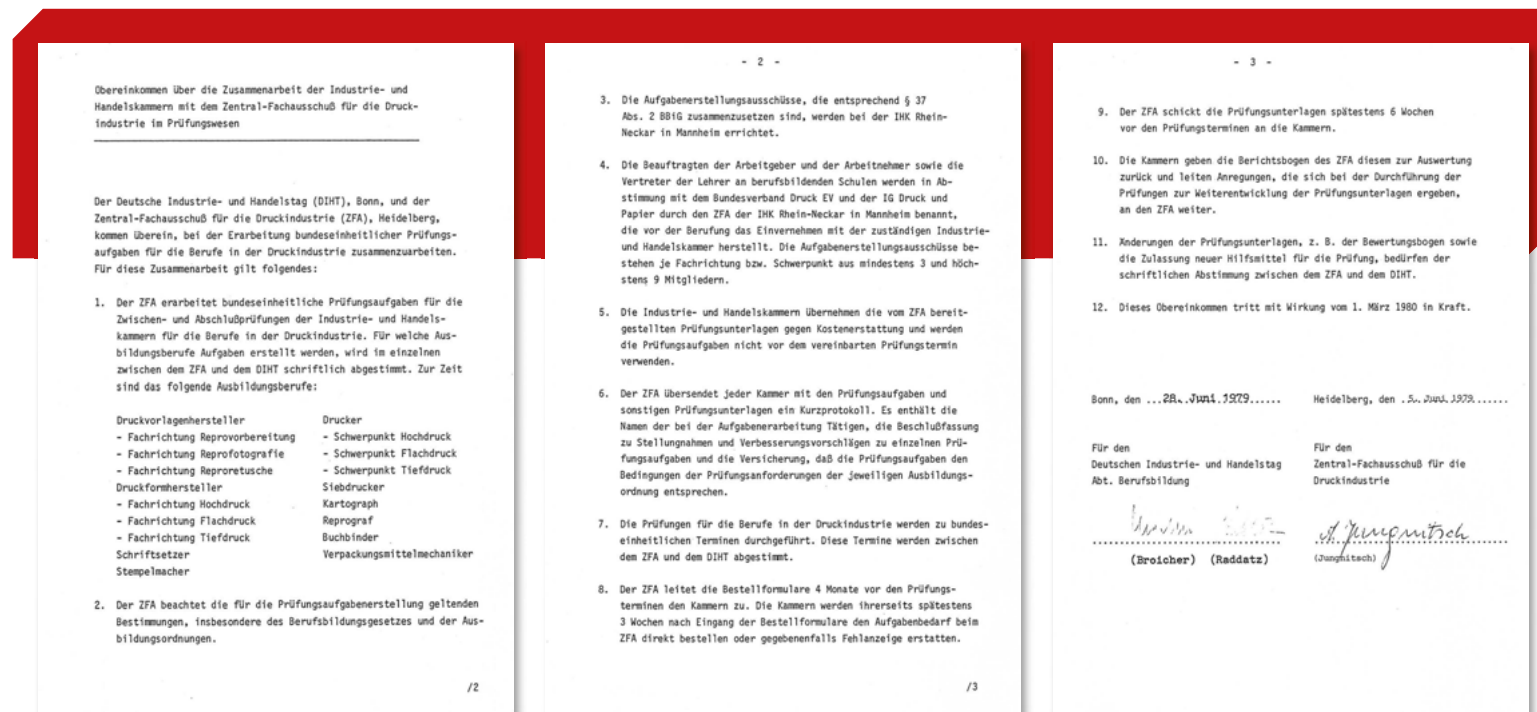 Obereinkommen über die Zusammenarbeit der Industrie- und
Handelskammern mit dem Zentral-Fachausschuß für die Druck-
industrie im Prüfungswesen
Der Deutsche Industrie- und Handelstag (DIHT), Bonn, und der
Zentral-Fachausschuß für die Druckindustrie (ZFA), Heidelberg,
kommen überein, bei der Erarbeitung bundeseinheitlicher Prüfungs-
aufgaben für die Berufe in der Druckindustrie zusammenzuarbeiten.
Für diese Zusammenarbeit gilt folgendes:
1. Der ZFA erarbeitet bundeseinheitliche Prüfungsaufgaben für die
Zwischen- und Abschlußprüfungen der Industrie- und Handels-
kammern für die Berufe in der Druckindustrie. Für welche Aus-
bildungsberufe Aufgaben erstellt werden, wird im einzelnen
zwischen dem ZFA und dem DIHT schriftlich abgestimmt. Zur Zeit
sind das folgende Ausbildungsberufe:
Druckvorlagenhersteller
- Fachrichtung Reprovorbereitung
- Fachrichtung Reprofotografie
- Fachrichtung Reproretusche
Druckformhersteller
- Fachrichtung Hochdruck
- Fachrichtung Flachdruck
- Fachrichtung Tiefdruck
Schriftsetzer
Stempelmacher
Drucker
- Schwerpunkt Hochdruck
- Schwerpunkt Flachdruck
- Schwerpunkt Tiefdruck
Siebdrucker
Kartograph
Reprograf
Buchbinder
Verpackungsmittelmechaniker
2. Der ZFA beachtet die für die Prüfungsaufgabenerstellung geltenden
Bestimmungen, insbesondere des Berufsbildungsgesetzes und der Aus-
bildungsordnungen.
/2
- 2 -
3. Die Aufgabenerstellungsausschüsse, die entsprechend § 37
Abs. 2 BBiG zusammenzusetzen sind, werden bei der IHK Rhein-
Neckar in Mannheim errichtet.
4. Die Beauftragten der Arbeitgeber und der Arbeitnehmer sowie die
Vertreter der Lehrer an berufsbildenden Schulen werden in Ab-
stimmung mit dem Bundesverband Druck EV und der IG Druck und
Papier durch den ZFA der IHK Rhein-Neckar in Mannheim benannt,
die vor der Berufung das Einvernehmen mit der zuständigen Industrie-
und Handelskammer herstellt. Die Aufgabenerstellungsausschüsse be-
stehen je Fachrichtung bzw. Schwerpunkt aus mindestens 3 und höch-
stens 9 Mitgliedern.
5. Die Industrie- und Handelskammern übernehmen die vom ZFA bereit-
gestellten Prüfungsunterlagen gegen Kostenerstattung und werden
die Prüfungsaufgaben nicht vor dem vereinbarten Prüfungstermin
verwenden.
6. Der ZFA übersendet jeder Kammer mit den Prüfungsaufgaben und
sonstigen Prüfungsunterlagen ein Kurzprotokoll. Es enthält die
Namen der bei der Aufgabenerarbeitung Tätigen, die Beschlußfassung
zu Stellungnahmen und Verbesserungsvorschlägen zu einzelnen Prü-
fungsaufgaben und die Versicherung, daß die Prüfungsaufgaben den
Bedingungen der Prüfungsanforderungen der jeweiligen Ausbildungs-
ordnung entsprechen.
7. Die Prüfungen für die Berufe in der Druckindustrie werden zu bundes-
einheitlichen Terminen durchgeführt. Diese Termine werden zwischen
dem ZFA und dem DIHT abgestimmt.
8. Der ZFA leitet die Bestellformulare 4 Monate vor den Prüfungs-
terminen den Kammern zu. Die Kammern werden ihrerseits spätestens
3 Wochen nach Eingang der Bestellformulare den Aufgabenbedarf beim
ZFA direkt bestellen oder gegebenenfalls Fehlanzeige erstatten.
/3
- 3 -
9. Der ZFA schickt die Prüfungsunterlagen spätestens 6 Wochen
vor den Prüfungsterminen an die Kammern.
10. Die Kammern geben die Berichtsbogen des ZFA diesem zur Auswertung
zurück und leiten Anregungen, die sich bei der Durchführung der
Prüfungen zur Weiterentwicklung der Prüfungsunterlagen ergeben,
an den ZFA weiter.
11. Änderungen der Prüfungsunterlagen, z. B. der Bewertungsbogen sowie
die Zulassung neuer Hilfsmittel für die Prüfung, bedürfen der
schriftlichen Abstimmung zwischen dem ZFA und dem DIHT.
12. Dieses Obereinkommen tritt mit Wirkung vom 1. März 1980 in Kraft.
Bonn, den ...28. Juni 1979......
Für den
Deutschen Industrie- und Handelstag
Abt. Berufsbildung
(Broicher) (Raddatz)
Heidelberg, den .5. Juni 1979......
Für den
Zentral-Fachausschuß für die
Druckindustrie
A. Jungnitsch
(Jungnitsch)